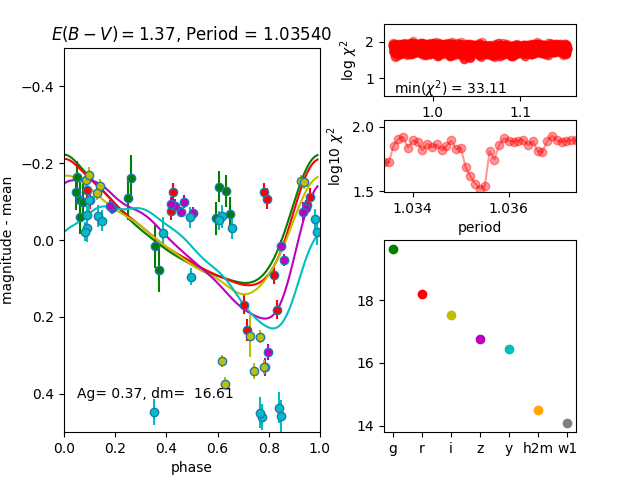 E(B − V) = 1.37, Period = 1.03540
magnitude - mean
−0.4
−0.2
0.0
0.2
0.4
Ag= 0.37, dm=  16.61
0.0 0.2 0.4 0.6 0.8 1.0
phase
log χ²
2
1
min(χ²) = 33.11
1.0 1.1
log10 χ²
2.0
1.5
1.034 1.036
period
18
16
14
g r i z y h2m w1